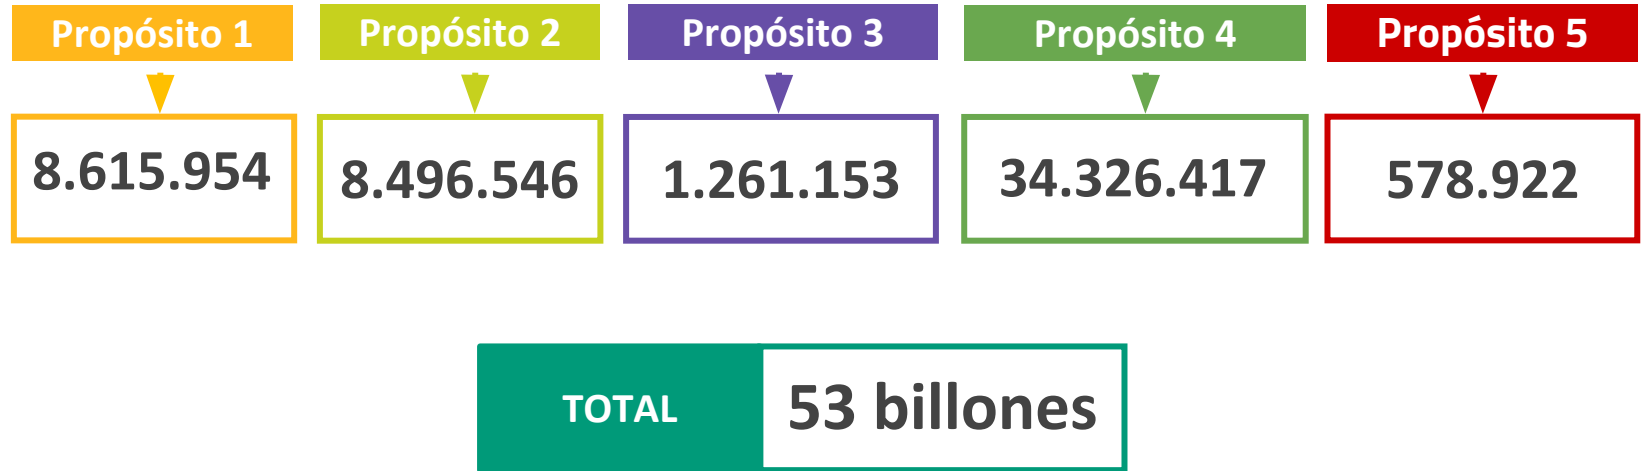 Propósito 1
Propósito 2
Propósito 3
Propósito 4
Propósito 5
8.615.954
8.496.546
1.261.153
34.326.417
578.922
TOTAL
53 billones